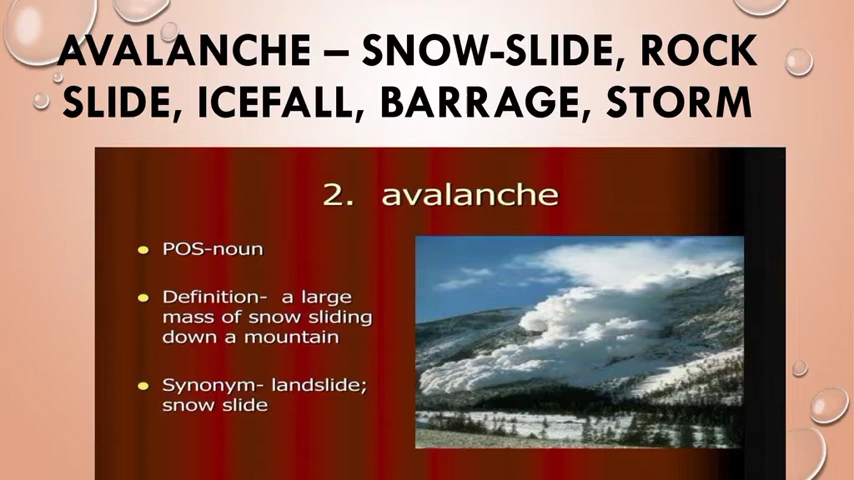 AVALANCHE – SNOW-SLIDE, ROCK
SLIDE, ICEFALL, BARRAGE, STORM
2. avalanche
POS-noun
Definition- a large
mass of snow sliding
down a mountain
Synonym- landslide;
snow slide